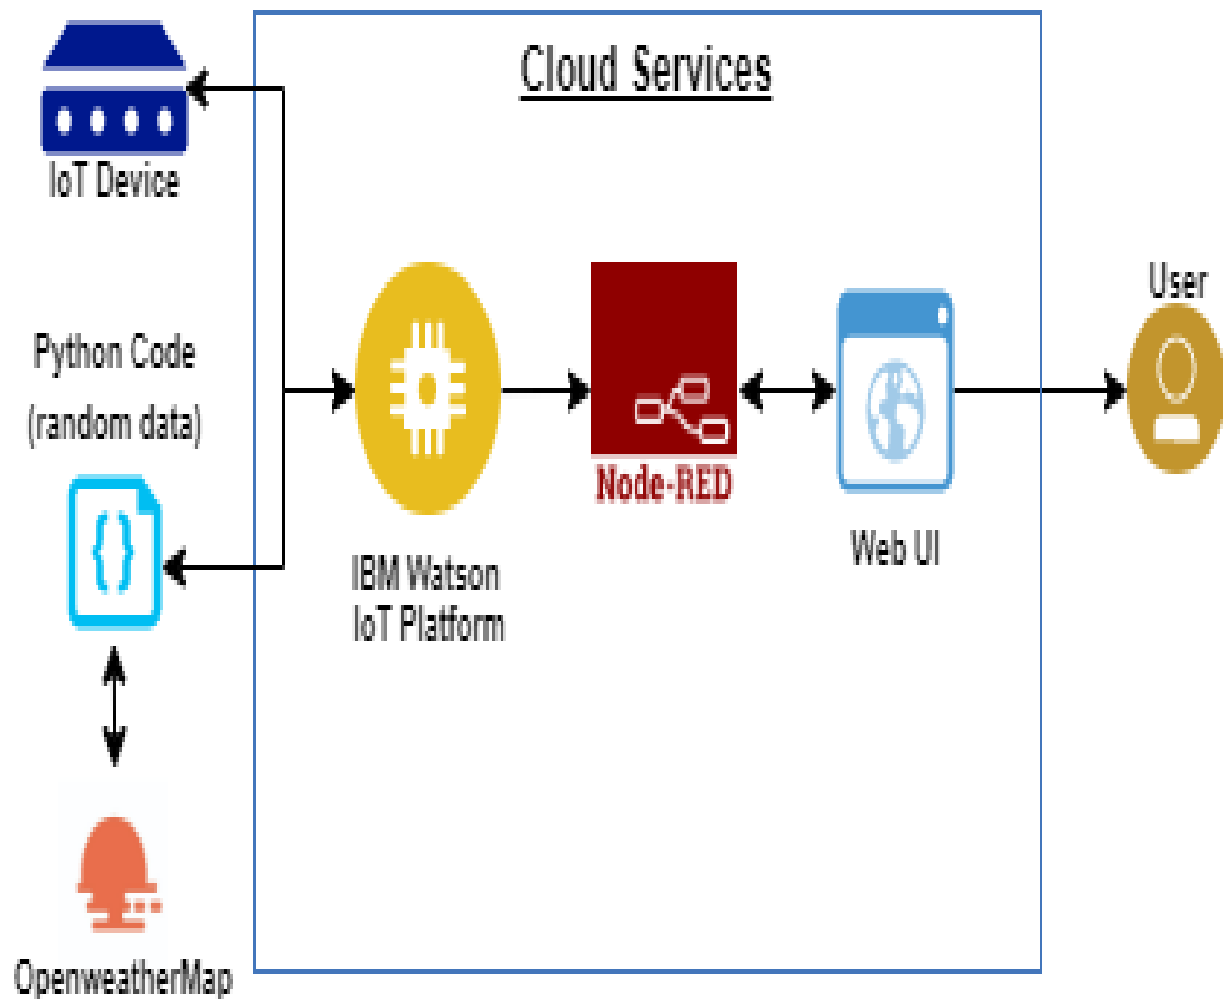 Cloud Services
IoT Device
User
Python Code
(random data)
Node-RED
Web UI
IBM Watson
IoT Platform
OpenweatherMap